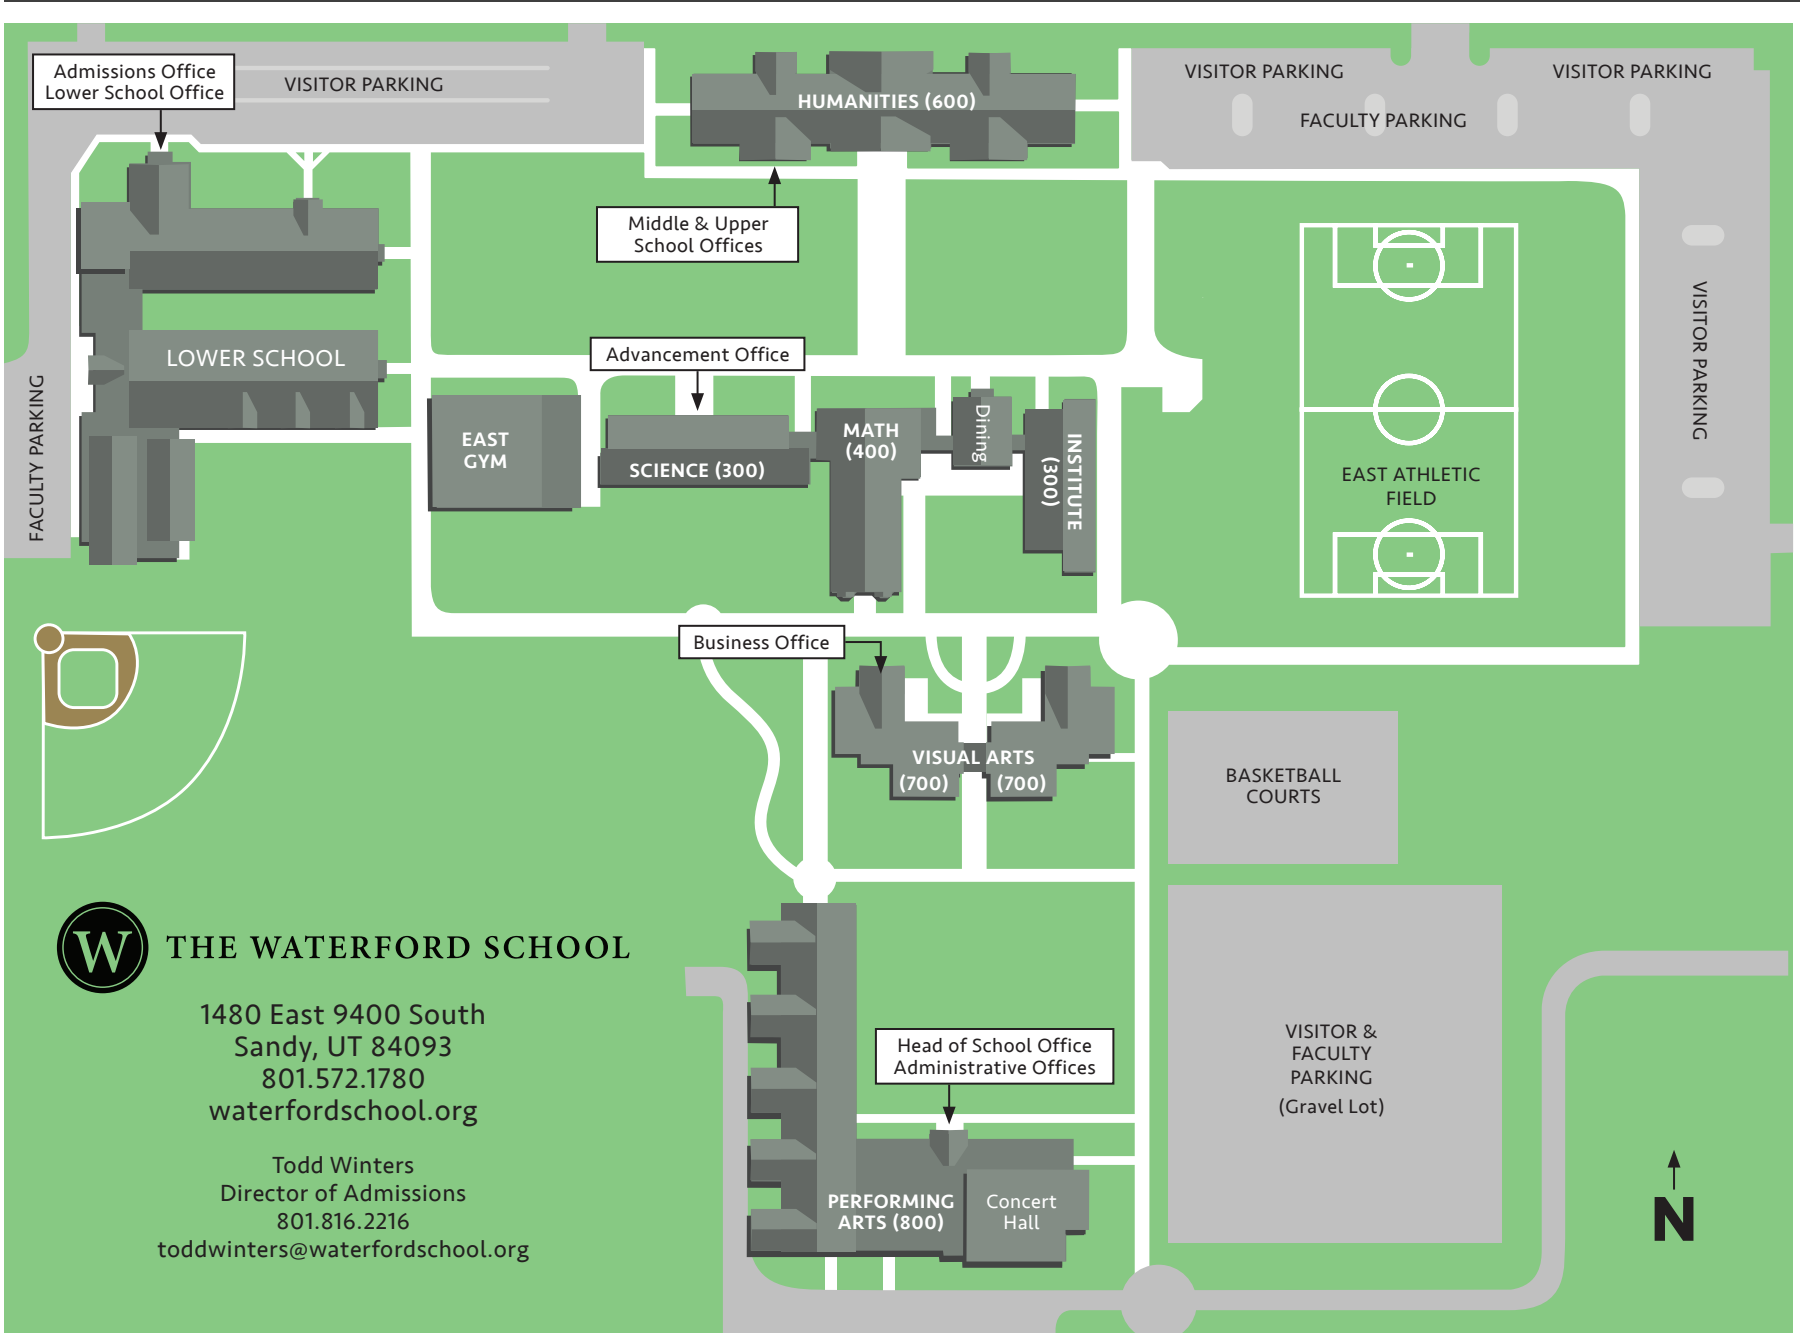 Admissions Office
Lower School Office
VISITOR PARKING
HUMANITIES (600)
VISITOR PARKING
VISITOR PARKING
FACULTY PARKING
Middle & Upper
School Offices
VISITOR PARKING
Advancement Office
LOWER SCHOOL
FACULTY PARKING
EAST
GYM
SCIENCE (300)
MATH
(400)
Dining
INSTITUTE
(300)
EAST ATHLETIC
FIELD
Business Office
VISUAL ARTS
(700)
(700)
BASKETBALL
COURTS
W
THE WATERFORD SCHOOL
1480 East 9400 South
Sandy, UT 84093
801.572.1780
waterfordschool.org
Todd Winters
Director of Admissions
801.816.2216
toddwinters@waterfordschool.org
Head of School Office
Administrative Offices
VISITOR &
FACULTY
PARKING
(Gravel Lot)
PERFORMING
ARTS (800)
Concert
Hall
N